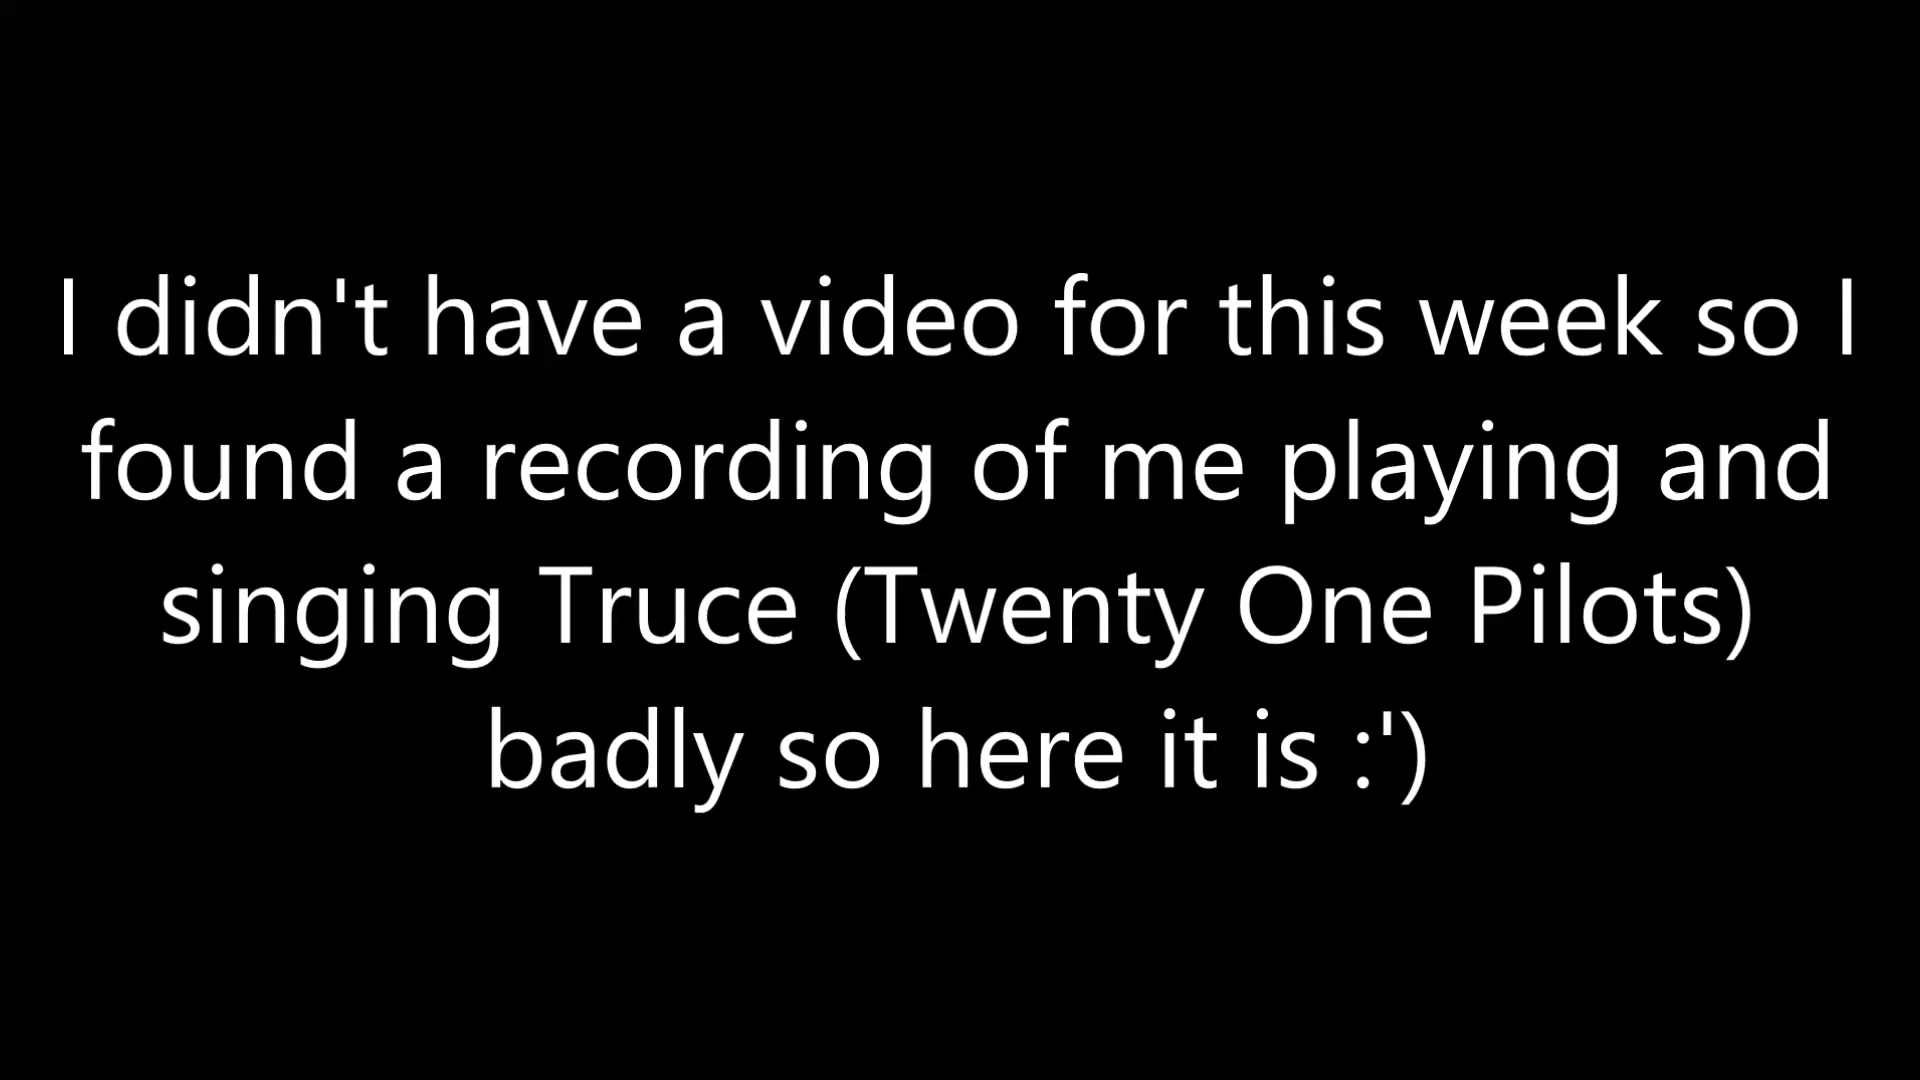 I didn't have a video for this week so I
found a recording of me playing and
singing Truce (Twenty One Pilots)
badly so here it is :')